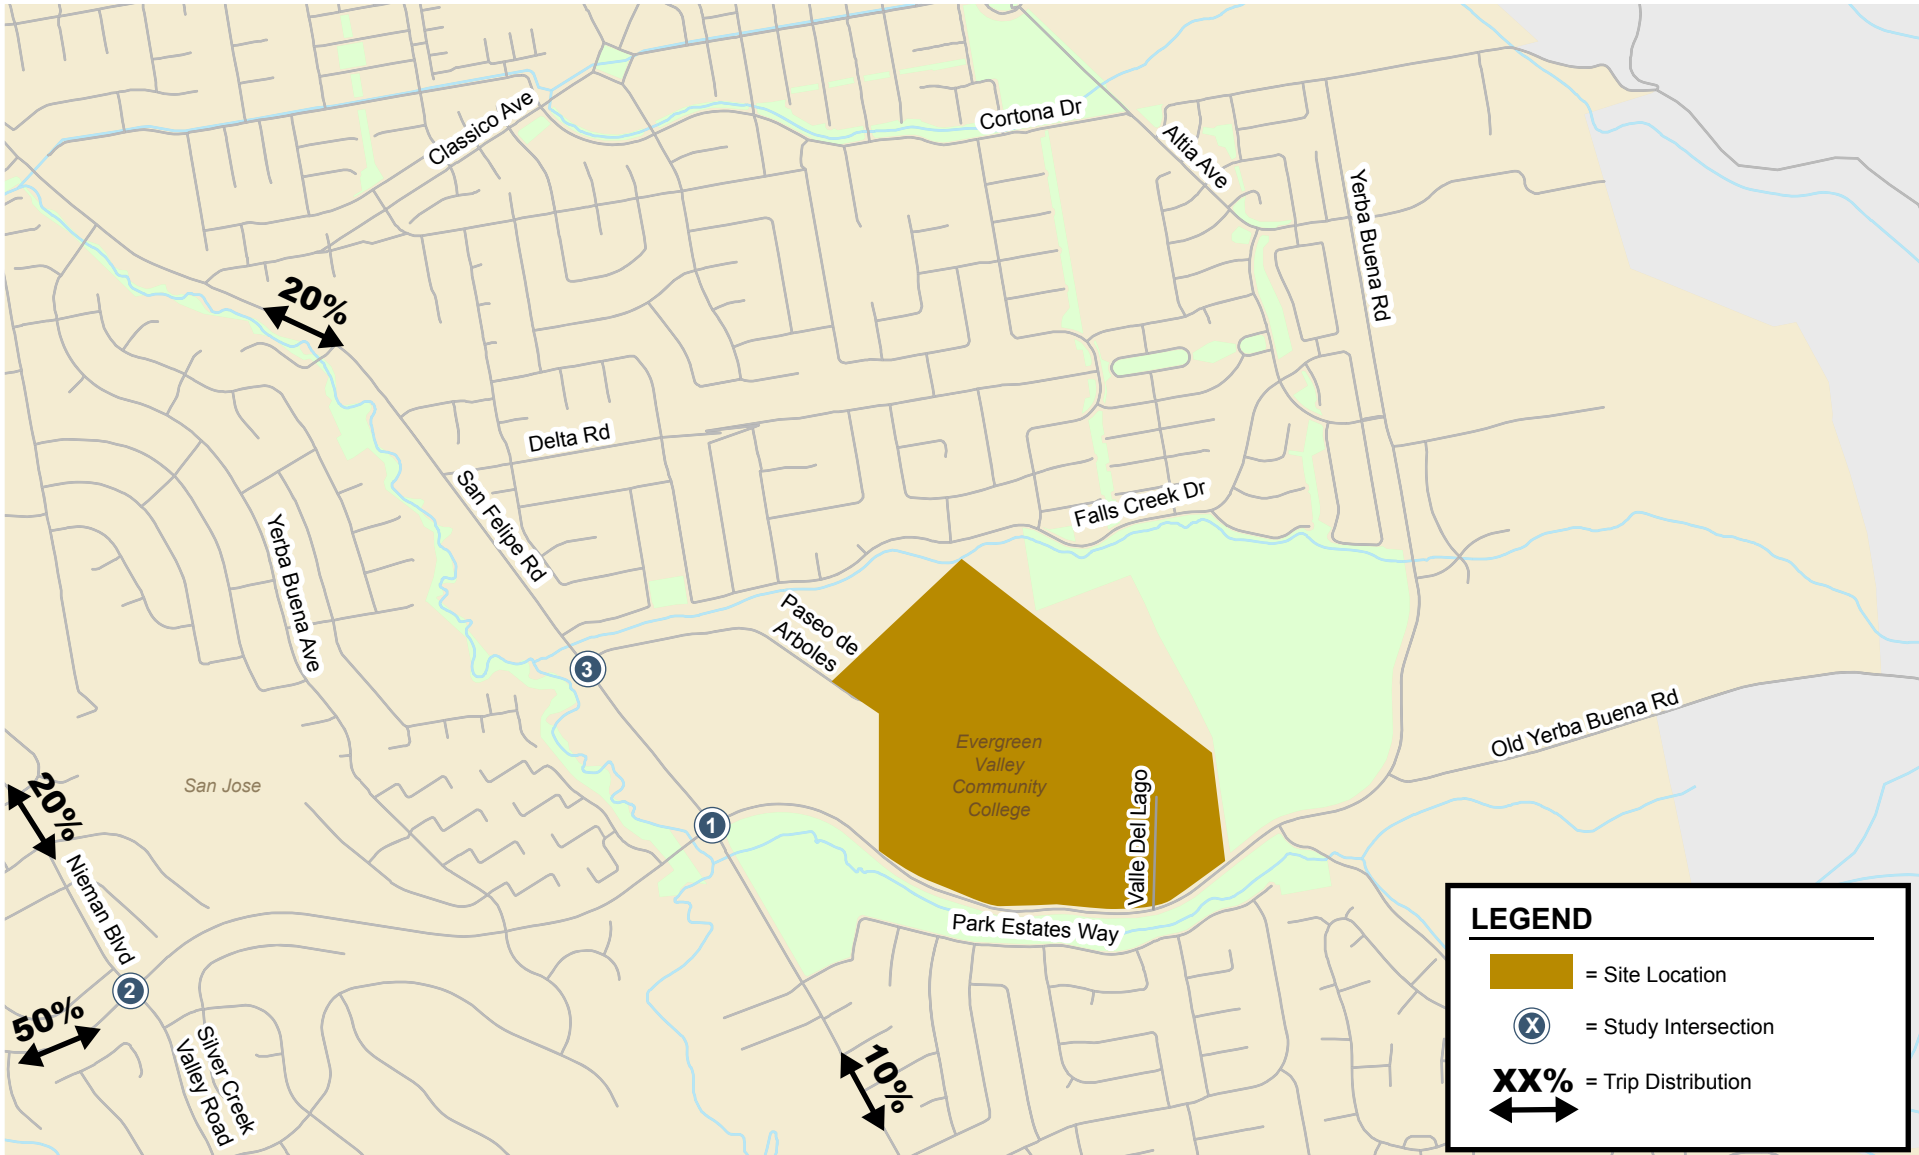 Cortona Dr
Classico Ave
Altia Ave
Yerba Buena Rd
20%
Delta Rd
San Felipe Rd
Falls Creek Dr
Yerba Buena Ave
Paseo de
Arboles
3
Old Yerba Buena Rd
Evergreen
Valley
Community
College
San Jose
20%
Valle Del Lago
1
Nieman Blvd
Park Estates Way
2
50%
Silver Creek
Valley Road
10%
LEGEND
= Site Location
X = Study Intersection
XX% = Trip Distribution